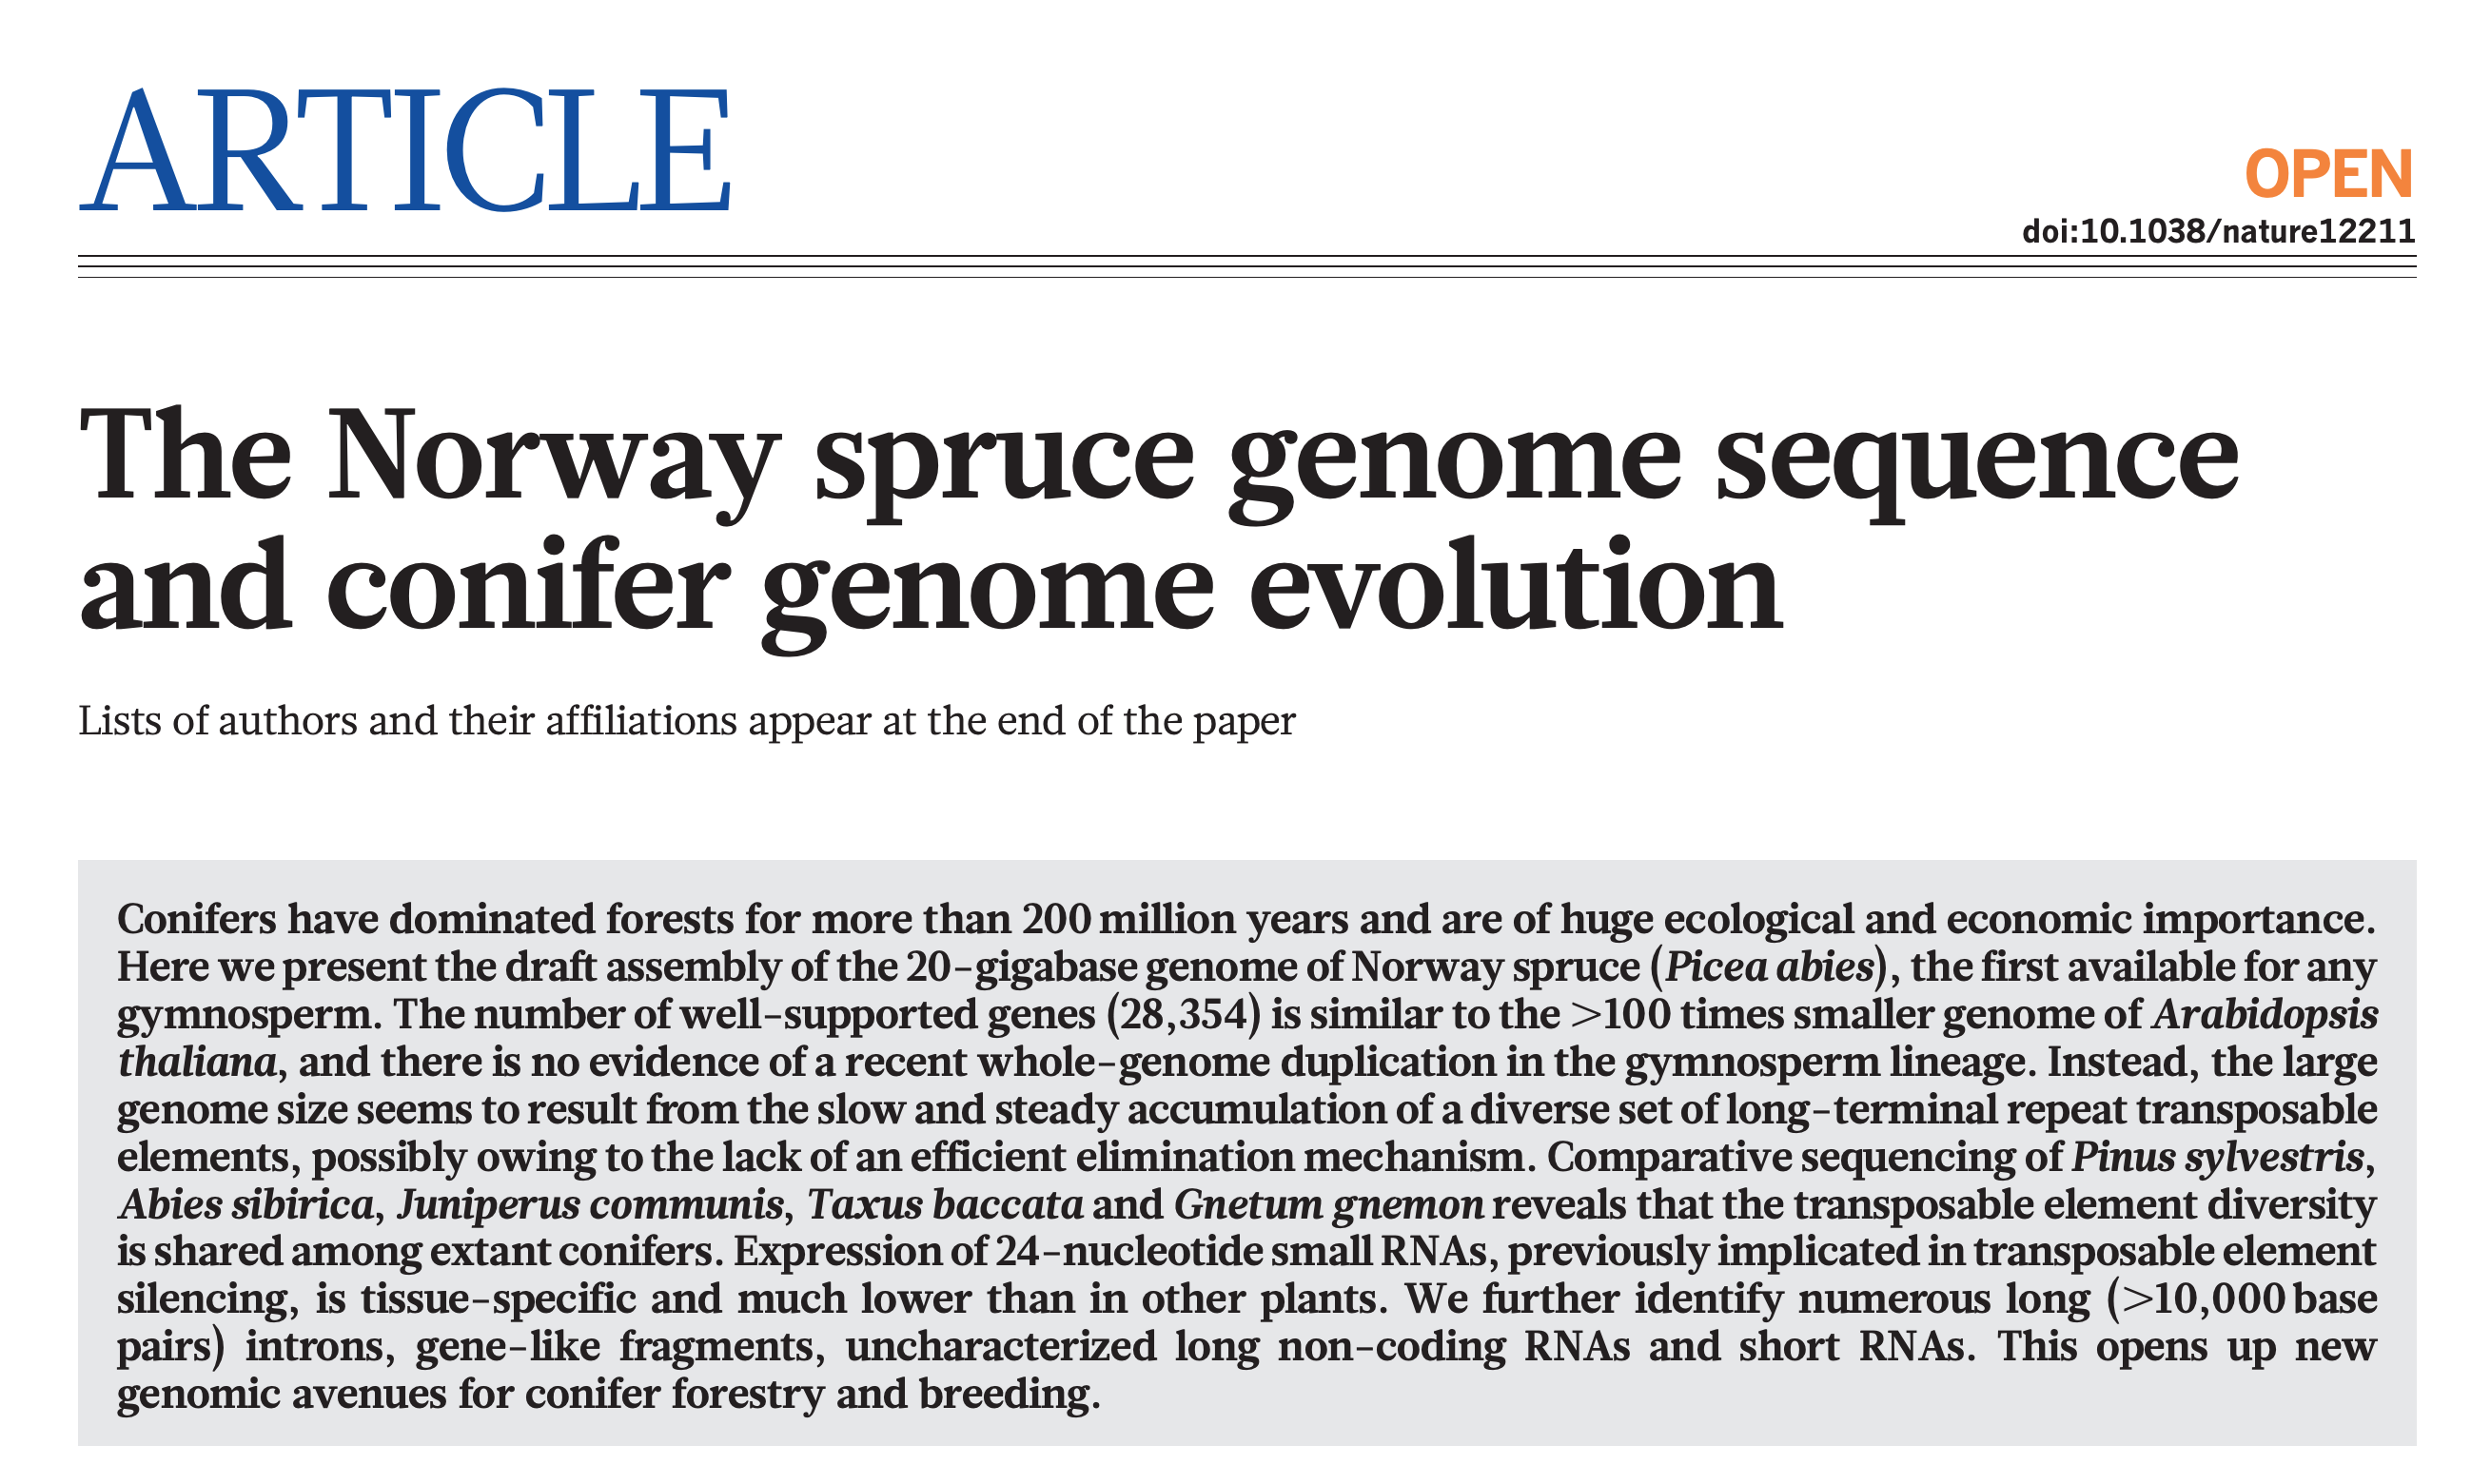 ARTICLE
OPEN
doi:10.1038/nature12211
The Norway spruce genome sequence
and conifer genome evolution
Lists of authors and their affiliations appear at the end of the paper
Conifers have dominated forests for more than 200 million years and are of huge ecological and economic importance.
Here we present the draft assembly of the 20-gigabase genome of Norway spruce (Picea abies), the first available for any
gymnosperm. The number of well-supported genes (28,354) is similar to the >100 times smaller genome of Arabidopsis
thaliana, and there is no evidence of a recent whole-genome duplication in the gymnosperm lineage. Instead, the large
genome size seems to result from the slow and steady accumulation of a diverse set of long-terminal repeat transposable
elements, possibly owing to the lack of an efficient elimination mechanism. Comparative sequencing of Pinus sylvestris,
Abies sibirica, Juniperus communis, Taxus baccata and Gnetum gnemon reveals that the transposable element diversity
is shared among extant conifers. Expression of 24-nucleotide small RNAs, previously implicated in transposable element
silencing, is tissue-specific and much lower than in other plants. We further identify numerous long (>10,000 base
pairs) introns, gene-like fragments, uncharacterized long non-coding RNAs and short RNAs. This opens up new
genomic avenues for conifer forestry and breeding.